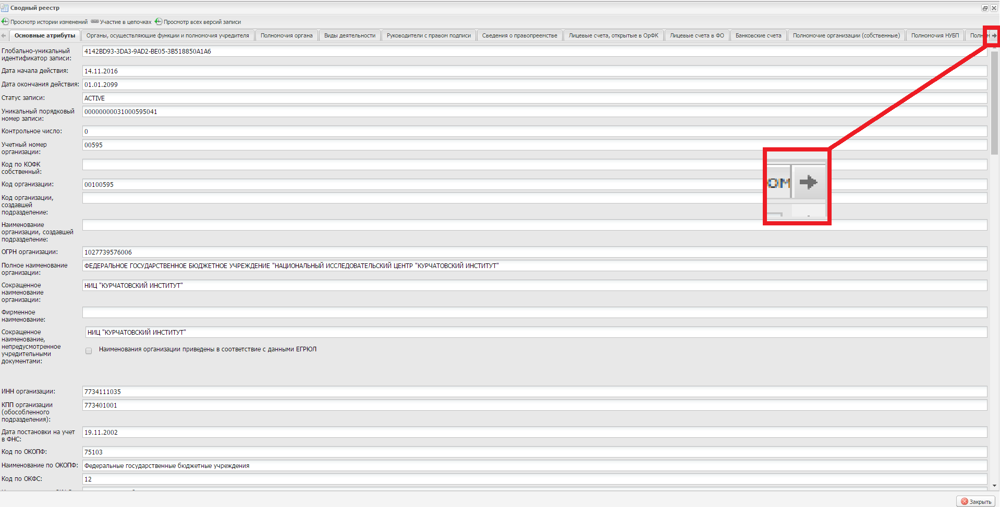 Сводный реестр
Просмотр истории изменений Участие в цепочках Просмотр всех версий записи
Основные атрибуты Органы, осуществляющие функции и полномочия учредителя Полномочия органа Виды деятельности Руководители с правом подписи Сведения о правопреемстве Лицевые счета, открытые в ОрФК Лицевые счета в ФО Банковские счета Полномочие организации (собственные) Полномочия НУБП Полном
Глобально-уникальный
идентификатор записи:
4142BD93-3DA3-9AD2-BE05-3B518850A1A6
Дата начала действия:
14.11.2016
Дата окончания действия:
01.01.2099
Статус записи:
ACTIVE
Уникальный порядковый
номер записи:
00000000031000595041
Контрольное число:
0
Учетный номер
организации:
00595
Код по КОФК
собственный:
ом
Код организации:
00100595
Код организации,
создавшей
подразделение:
Наименование
организации, создавшей
подразделение:
ОГРН организации:
1027739576006
Полное наименование
организации:
ФЕДЕРАЛЬНОЕ ГОСУДАРСТВЕННОЕ БЮДЖЕТНОЕ УЧРЕЖДЕНИЕ "НАЦИОНАЛЬНЫЙ ИССЛЕДОВАТЕЛЬСКИЙ ЦЕНТР "КУРЧАТОВСКИЙ ИНСТИТУТ"
Сокращенное
наименование
организации:
НИЦ "КУРЧАТОВСКИЙ ИНСТИТУТ"
Фирменное
наименование:
Сокращенное
наименование,
непредусмотренное
учредительными
документами:
НИЦ "КУРЧАТОВСКИЙ ИНСТИТУТ"
Наименования организации приведены в соответствие с данными ЕГРЮЛ
ИНН организации:
7734111035
КПП организации
(обособленного
подразделения):
773401001
Дата постановки на учет
в ФНС:
19.11.2002
Код по ОКОПФ:
75103
Наименование по ОКОПФ:
Федеральные государственные бюджетные учреждения
Код по ОКФС:
12
Закрыть